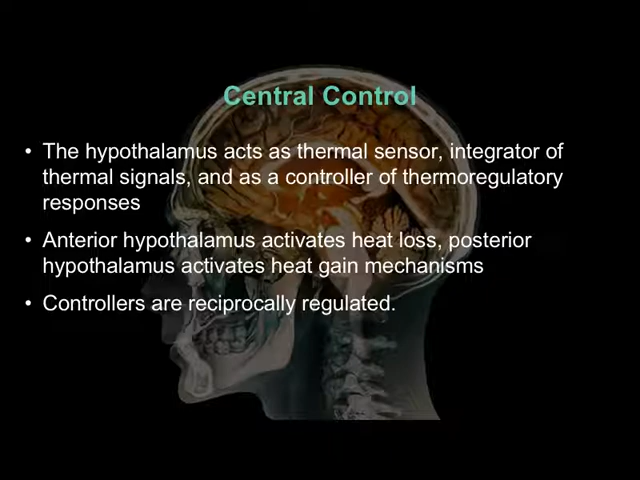 Central Control
• The hypothalamus acts as thermal sensor, integrator of
thermal signals, and as a controller of thermoregulatory
responses
• Anterior hypothalamus activates heat loss, posterior
hypothalamus activates heat gain mechanisms
• Controllers are reciprocally regulated.